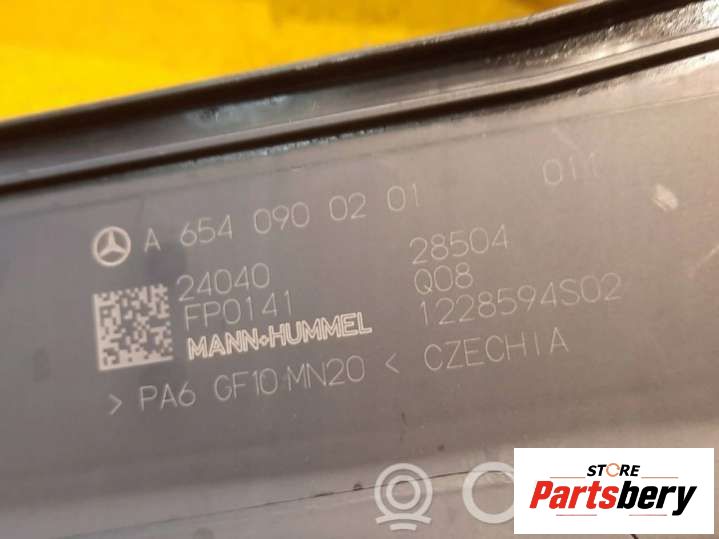 A 654 090 02 01 011
24040 28504
FP0141 Q08
MANN+HUMMEL 1228594S02
> PA6 GF10 MN20 < CZECHIA
STORE
Partsbery